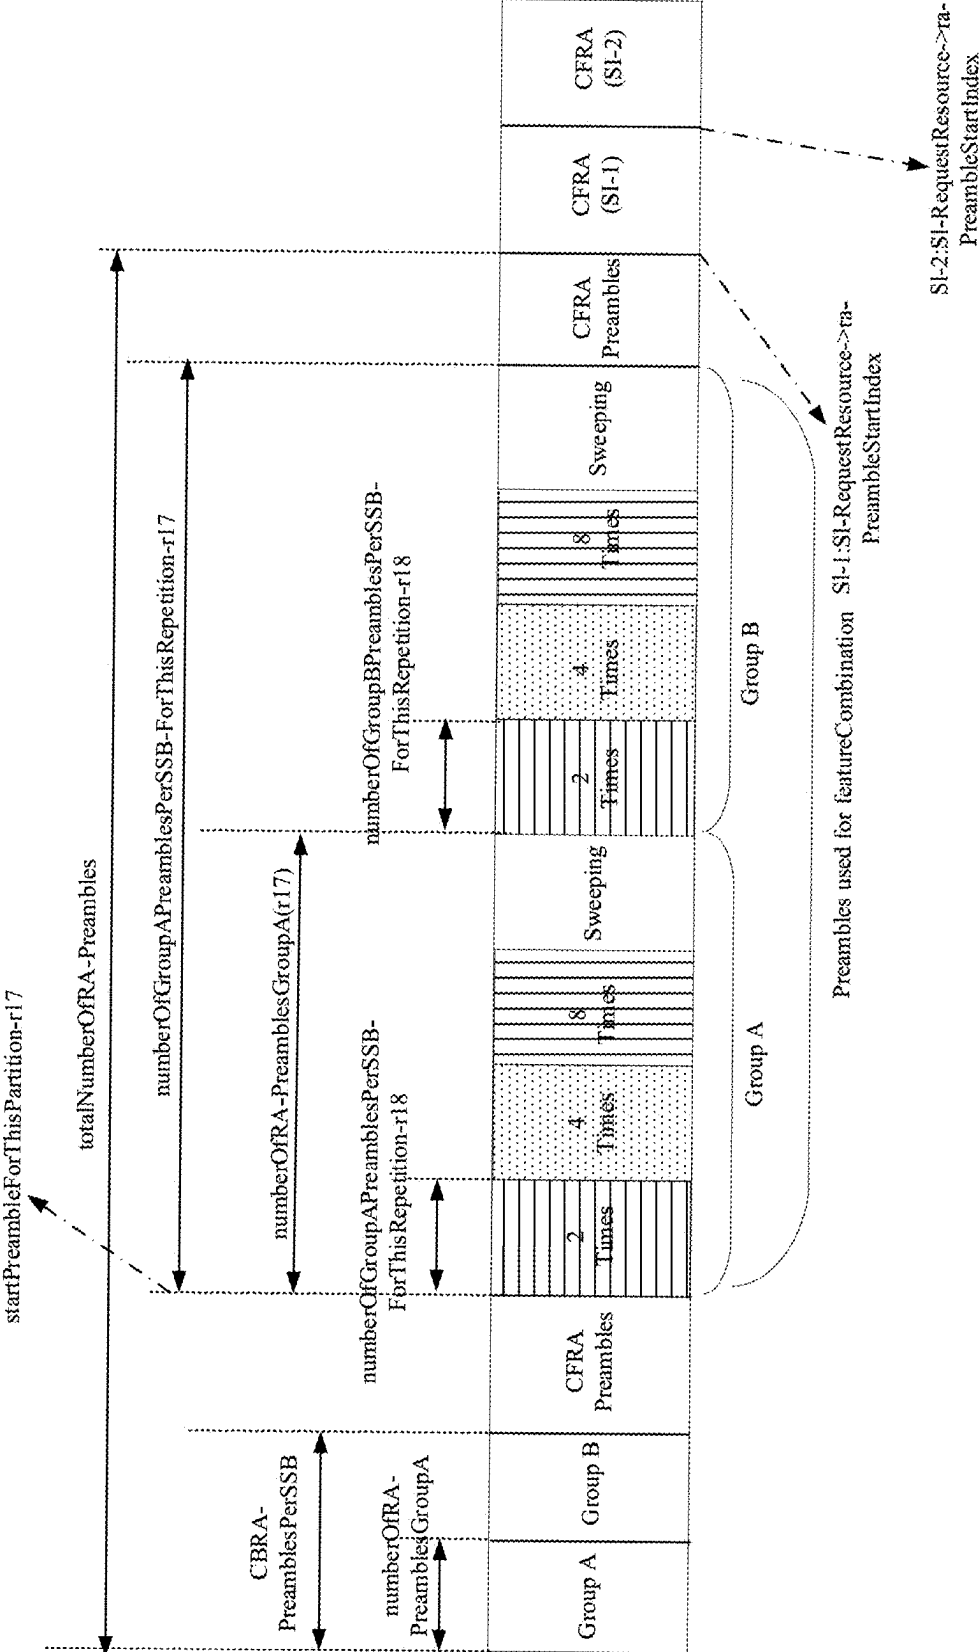 startPreambleForThisPartition-r17
totalNumberOfRA-Preambles
numberOfGroupAPreamblesPerSSB-ForThisRepetition-r17
numberOfRA-PreamblesGroupA(r17)
CBRA-
PreamblesPerSSB
numberOfRA-
PreamblesGroupA
numberOfGroupAPreamblesPerSSB-
ForThisRepetition-r18
numberOfGroupBPreamblesPerSSB-
ForThisRepetition-r18
Group A
Group B
CFRA
Preambles
2
Times
4
Times
8
Times
Sweeping
2
Times
4
Times
8
Times
Sweeping
CFRA
Preambles
CFRA
(SI-1)
CFRA
(SI-2)
Group A
Group B
Preambles used for featureCombination
SI-1:SI-RequestResource->ra-
PreambleStartIndex
SI-2:SI-RequestResource->ra-
PreambleStartIndex